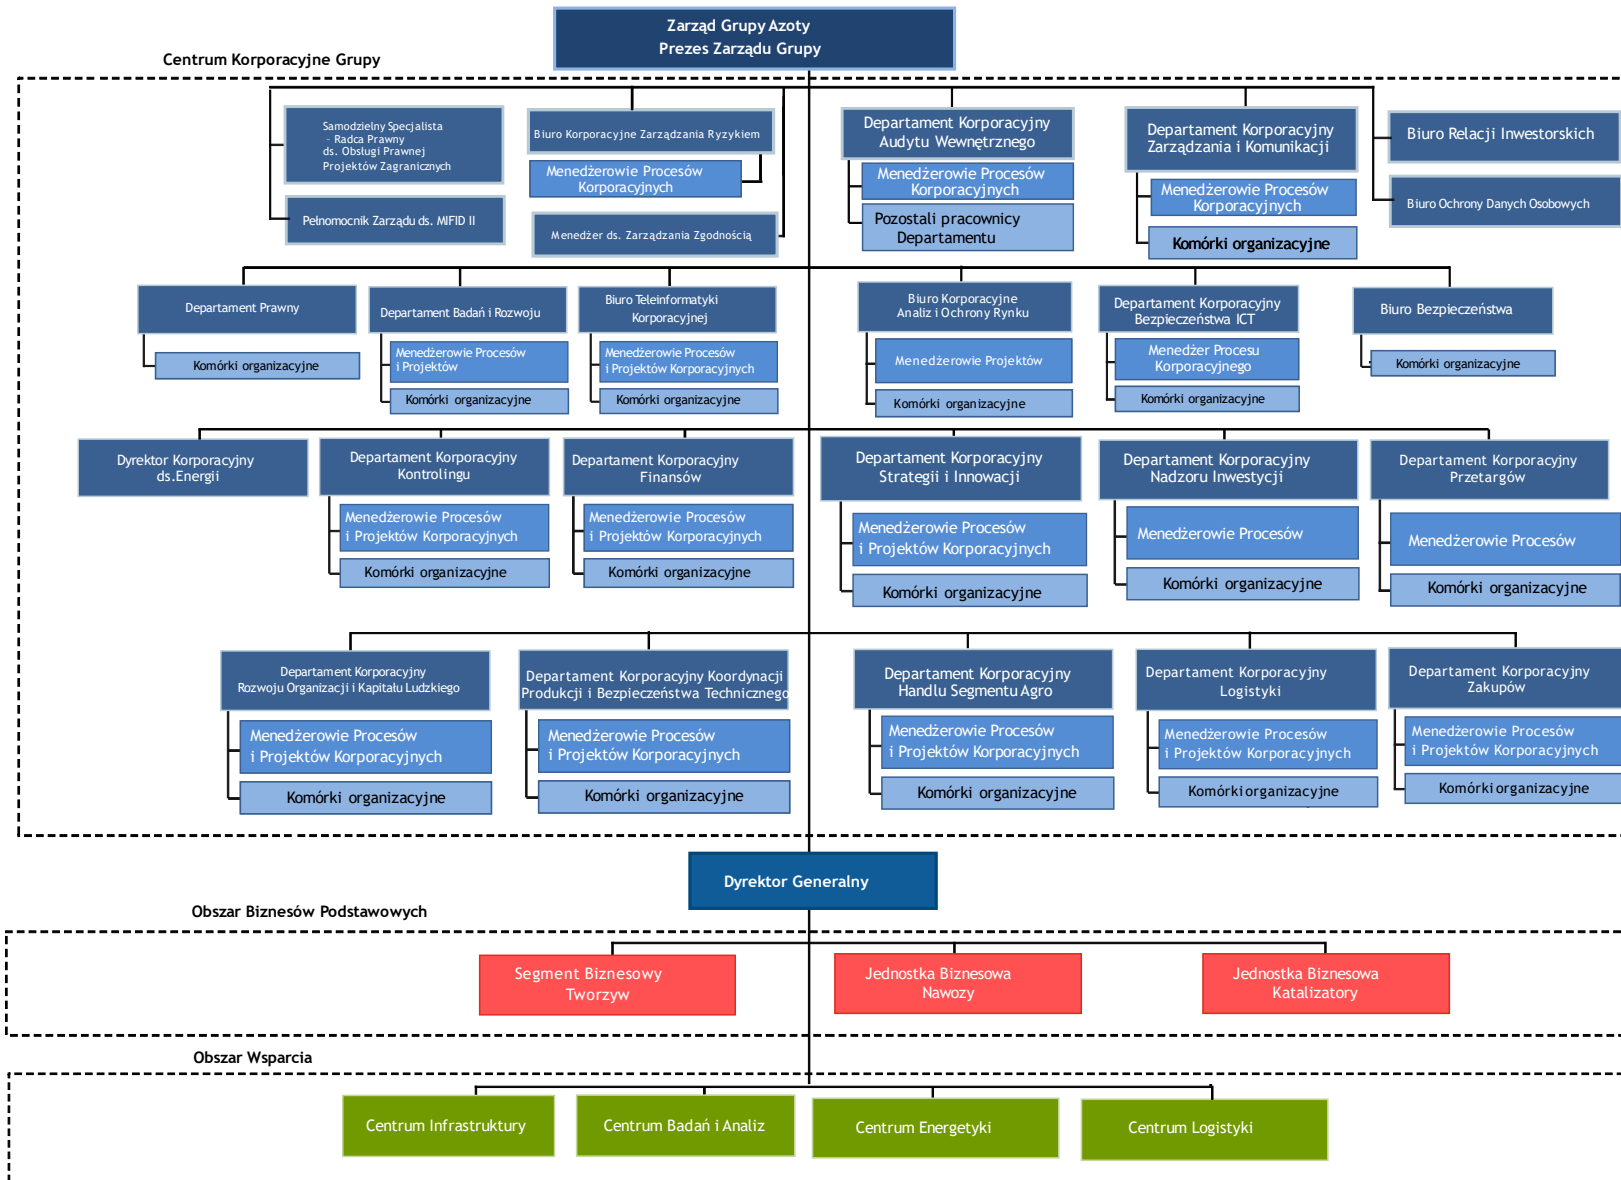 Zarząd Grupy Azoty
Prezes Zarządu Grupy
Centrum Korporacyjne Grupy
Samodzielny Specjalista
- Radca Prawny
ds. Obsługi Prawnej
Projektów Zagranicznych
Pełnomocnik Zarządu ds. MIFID II
Biuro Korporacyjne Zarządzania Ryzykiem
Menedżerowie Procesów
Korporacyjnych
Menedżer ds. Zarządzania Zgodnością
Departament Korporacyjny
Audytu Wewnętrznego
Menedżerowie Procesów
Korporacyjnych
Pozostali pracownicy
Departamentu
Departament Korporacyjny
Zarządzania i Komunikacji
Menedżerowie Procesów
Korporacyjnych
Komórki organizacyjne
Biuro Relacji Inwestorskich
Biuro Ochrony Danych Osobowych
Departament Prawny
Komórki organizacyjne
Departament Badań i Rozwoju
Menedżerowie Procesów
i Projektów
Komórki organizacyjne
Biuro Teleinformatyki
Korporacyjnej
Menedżerowie Procesów
i Projektów Korporacyjnych
Komórki organizacyjne
Biuro Korporacyjne
Analiz i Ochrony Rynku
Menedżerowie Projektów
Komórki organizacyjne
Departament Korporacyjny
Bezpieczeństwa ICT
Menedżer Procesu
Korporacyjnego
Komórki organizacyjne
Biuro Bezpieczeństwa
Komórki organizacyjne
Dyrektor Korporacyjny
ds.Energii
Departament Korporacyjny
Kontrolingu
Menedżerowie Procesów
i Projektów Korporacyjnych
Komórki organizacyjne
Departament Korporacyjny
Finansów
Menedżerowie Procesów
i Projektów Korporacyjnych
Komórki organizacyjne
Departament Korporacyjny
Strategii i Innowacji
Menedżerowie Procesów
i Projektów Korporacyjnych
Komórki organizacyjne
Departament Korporacyjny
Nadzoru Inwestycji
Menedżerowie Procesów
Komórki organizacyjne
Departament Korporacyjny
Przetargów
Menedżerowie Procesów
Komórki organizacyjne
Departament Korporacyjny
Rozwoju Organizacji i Kapitału Ludzkiego
Menedżerowie Procesów
i Projektów Korporacyjnych
Komórki organizacyjne
Departament Korporacyjny Koordynacji
Produkcji i Bezpieczeństwa Technicznego
Menedżerowie Procesów
i Projektów Korporacyjnych
Komórki organizacyjne
Departament Korporacyjny
Handlu Segmentu Agro
Menedżerowie Procesów
i Projektów Korporacyjnych
Komórki organizacyjne
Departament Korporacyjny
Logistyki
Menedżerowie Procesów
i Projektów Korporacyjnych
Komórki organizacyjne
Departament Korporacyjny
Zakupów
Menedżerowie Procesów
i Projektów Korporacyjnych
Komórki organizacyjne
Dyrektor Generalny
Obszar Biznesów Podstawowych
Segment Biznesowy
Tworzyw
Jednostka Biznesowa
Nawozy
Jednostka Biznesowa
Katalizatory
Obszar Wsparcia
Centrum Infrastruktury
Centrum Badań i Analiz
Centrum Energetyki
Centrum Logistyki